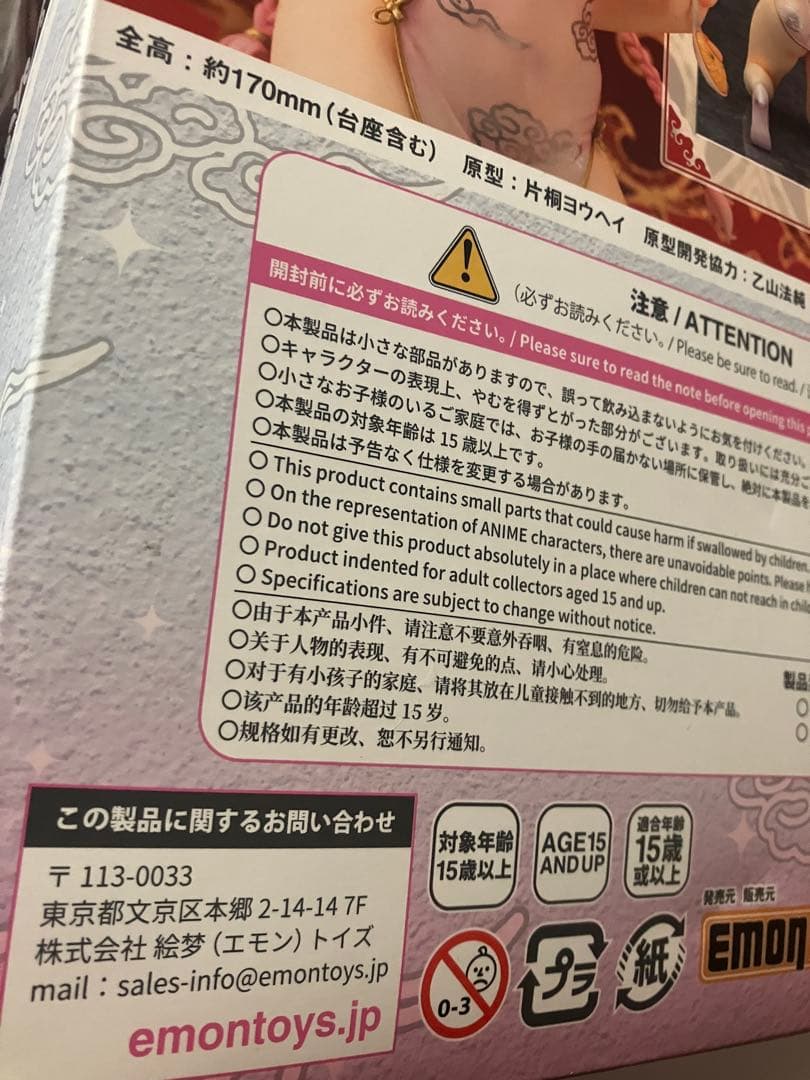 全高：約170mm（台座含む） 原型：片桐ヨウヘイ 原型開発協力：乙山法純
注意 / ATTENTION
（必ずお読みください。/ Please be sure to read. /
開封前に必ずお読みください。/ Please sure to read the note before opening this
○本製品は小さな部品がありますので、誤って飲み込まないようにお気を付けください。
○キャラクターの表現上、やむを得ずとがった部分がございます。取り扱いには充分ご
○小さなお子様のいるご家庭では、お子様の手の届かない場所に保管し、絶対に本製品を
○本製品の対象年齢は 15 歳以上です。
○本製品は予告なく仕様を変更する場合があります。
○ This product contains small parts that could cause harm if swallowed by children.
○ On the representation of ANIME characters, there are unavoidable points. Please
○ Do not give this product absolutely in a place where children can not reach in
○ Product indented for adult collectors aged 15 and up.
○ Specifications are subject to change without notice.
○由于本产品小件、请注意不要意外吞咽、有窒息的危险。
○关于人物的表现、有不可避免的点、请小心处理。
○对于有小孩子的家庭、请将其放在儿童接触不到的地方、切勿给予本产品。
○该产品的年龄超过 15 岁。
○规格如有更改、恕不另行通知。
製品
この製品に関するお問い合わせ
〒 113-0033
東京都文京区本郷 2-14-14 7F
株式会社 絵梦（エモン）トイズ
mail：sales-info@emontoys.jp
emontoys.jp
対象年齢
15歳以上
AGE15
AND UP
適合年齡
15歳
或以上
発売元 販売元
EMON
0-3
プラ
紙